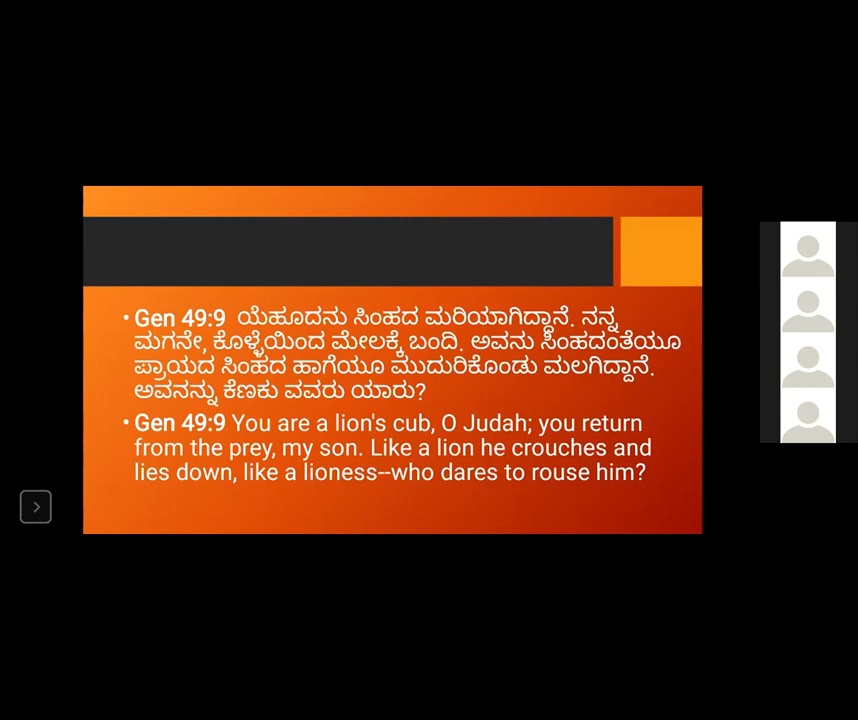 • Gen 49:9 ಯೆಹೂದನು ಸಿಂಹದ ಮರಿಯಾಗಿದ್ದಾನೆ. ನನ್ನ
ಮಗನೇ, ಕೊಳ್ಳೆಯಿಂದ ಮೇಲಕ್ಕೆ ಬಂದಿ. ಅವನು ಸಿಂಹದಂತೆಯೂ
ಪ್ರಾಯದ ಸಿಂಹದ ಹಾಗೆಯೂ ಮುದುರಿಕೊಂಡು ಮಲಗಿದ್ದಾನೆ.
ಅವನನ್ನು ಕೆಣಕು ವವರು ಯಾರು?
• Gen 49:9 You are a lion's cub, O Judah; you return
from the prey, my son. Like a lion he crouches and
lies down, like a lioness--who dares to rouse him?